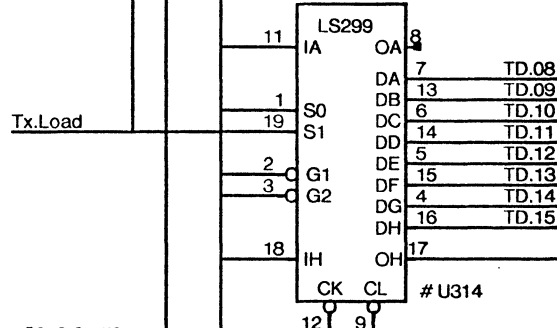 LS299
11 IA OA 8
DA 7 TD.08
1 S0 DB 13 TD.09
Tx.Load 19 S1 DC 6 TD.10
DD 14 TD.11
2 G1 DE 5 TD.12
3 G2 DF 15 TD.13
DG 4 TD.14
DH 16 TD.15
18 IH OH 17
CK CL # U314
12 9